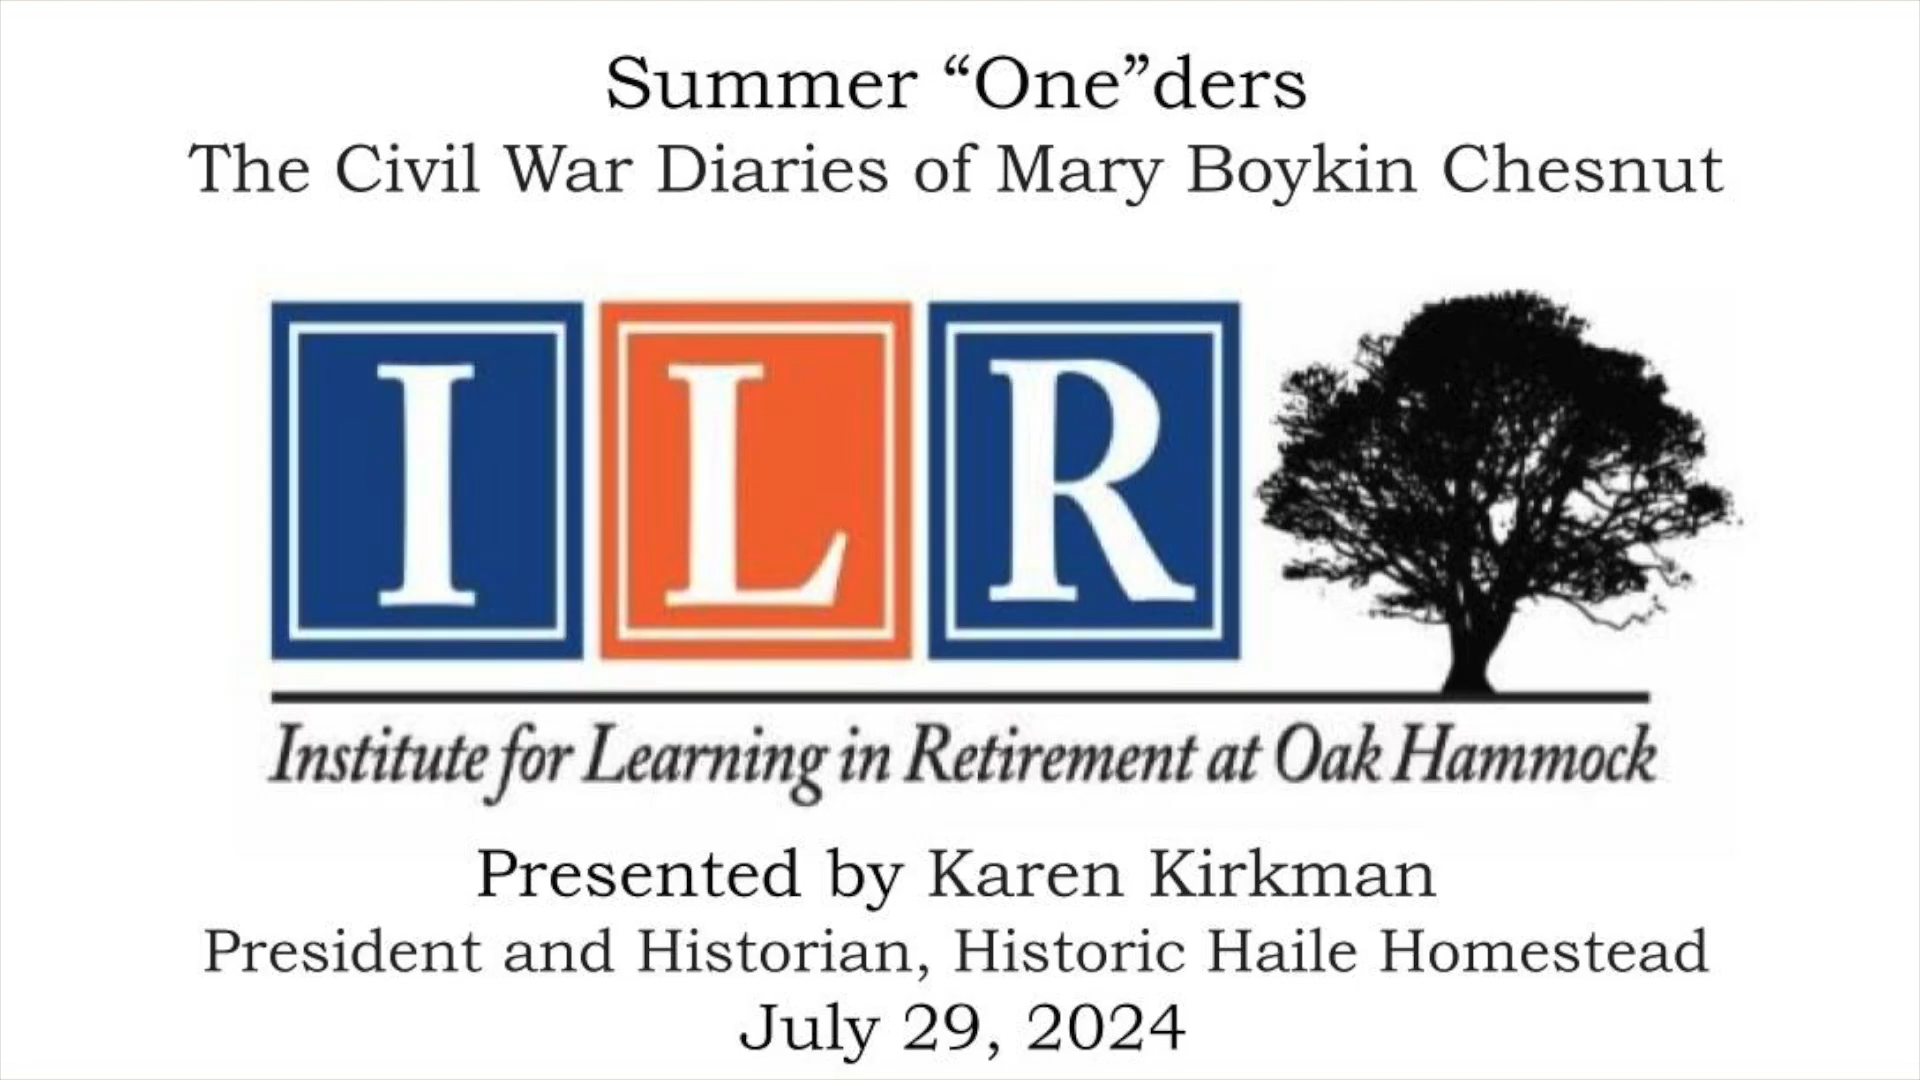 Summer “One”ders
The Civil War Diaries of Mary Boykin Chesnut
I L R
Institute for Learning in Retirement at Oak Hammock
Presented by Karen Kirkman
President and Historian, Historic Haile Homestead
July 29, 2024